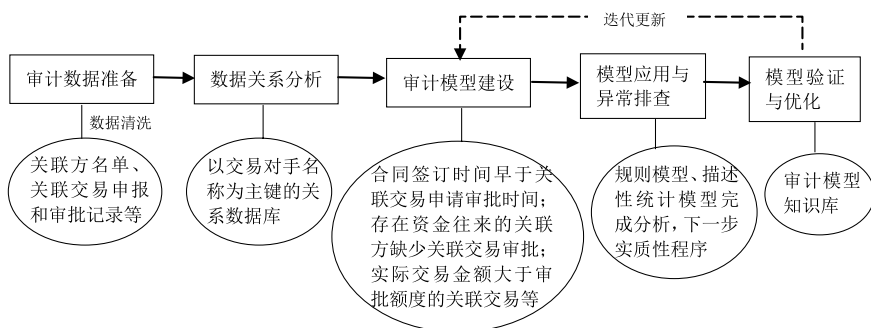 迭代更新
审计数据准备
数据关系分析
审计模型建设
模型应用与
异常排查
模型验证
与优化
数据清洗
关联方名单、
关联交易申报
和审批记录等
以交易对手名
称为主键的关
系数据库
合同签订时间早于关
联交易申请审批时间；
存在资金往来的关联
方缺少关联交易审批；
实际交易金额大于审
批额度的关联交易等
规则模型、描述
性统计模型完
成分析，下一步
实质性程序
审计模型
知识库